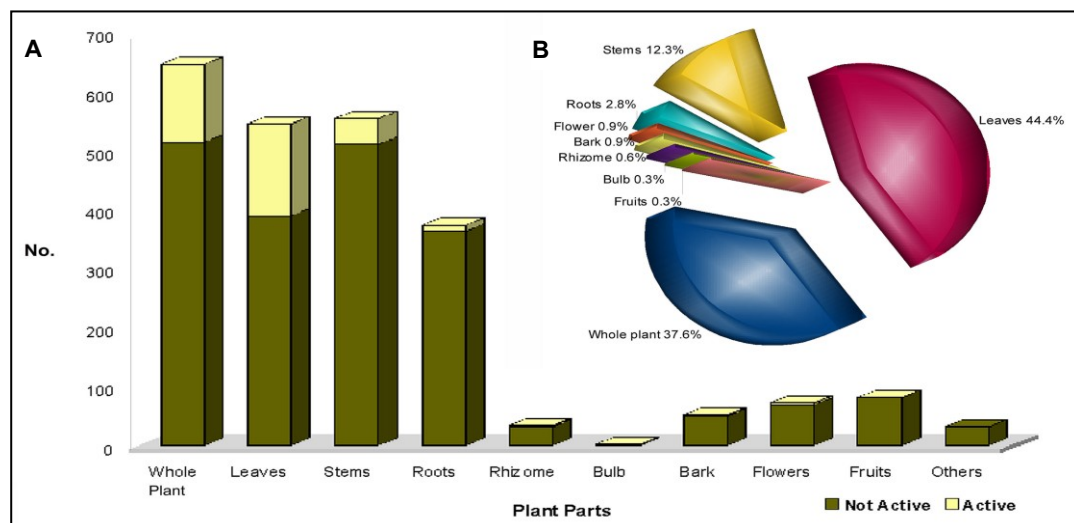 A
700
600
500
400
300
200
100
0
No.
Whole
Plant
Leaves
Stems
Roots
Rhizome
Bulb
Bark
Flowers
Fruits
Others
Plant Parts
Not Active
Active
B
Stems 12.3%
Roots 2.8%
Flower 0.9%
Bark 0.9%
Rhizome 0.6%
Bulb 0.3%
Fruits 0.3%
Leaves 44.4%
Whole plant 37.6%